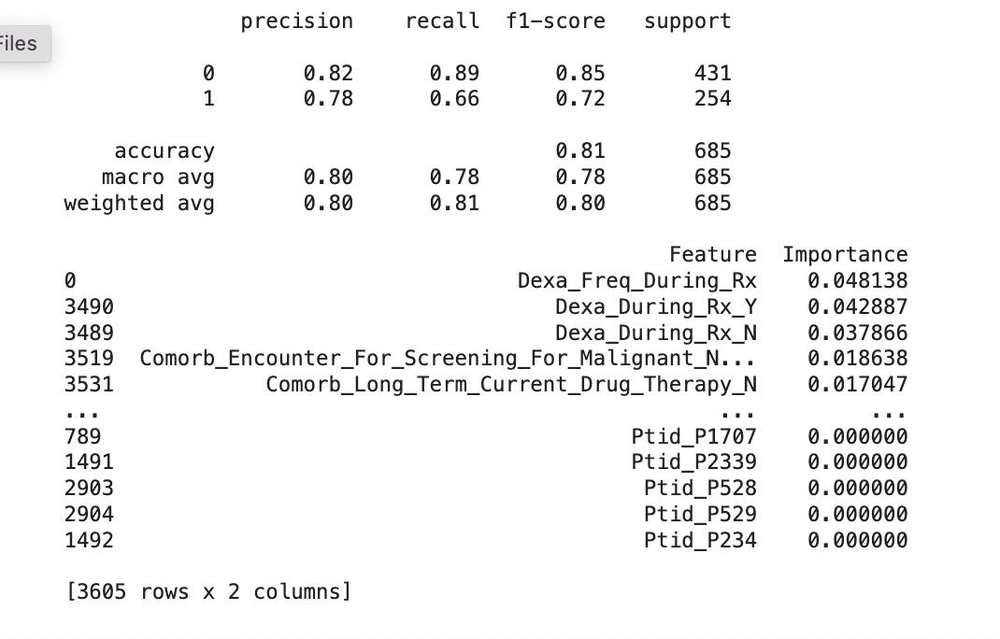 precision recall f1-score support
Files
0 0.82 0.89 0.85 431
1 0.78 0.66 0.72 254
accuracy 0.81 685
macro avg 0.80 0.78 0.78 685
weighted avg 0.80 0.81 0.80 685
Feature Importance
0 Dexa_Freq_During_Rx 0.048138
3490 Dexa_During_Rx_Y 0.042887
3489 Dexa_During_Rx_N 0.037866
3519 Comorb_Encounter_For_Screening_For_Malignant_N... 0.018638
3531 Comorb_Long_Term_Current_Drug_Therapy_N 0.017047
... ... ...
789 Ptid_P1707 0.000000
1491 Ptid_P2339 0.000000
2903 Ptid_P528 0.000000
2904 Ptid_P529 0.000000
1492 Ptid_P234 0.000000
[3605 rows x 2 columns]